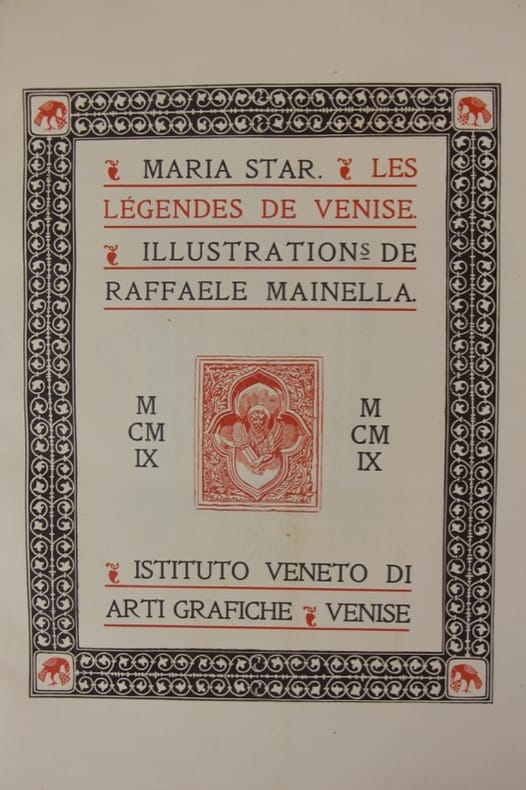 MARIA STAR. LES
LÉGENDES DE VENISE.
ILLUSTRATIONS DE
RAFFAELE MAINELLA.
M
CM
IX
M
CM
IX
ISTITUTO VENETO DI
ARTI GRAFICHE VENISE